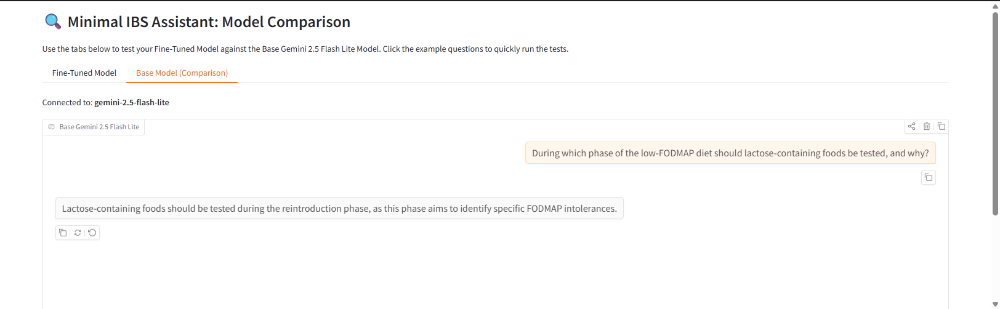 Minimal IBS Assistant: Model Comparison
Use the tabs below to test your Fine-Tuned Model against the Base Gemini 2.5 Flash Lite Model. Click the example questions to quickly run the tests.
Fine-Tuned Model
Base Model (Comparison)
Connected to: gemini-2.5-flash-lite
Base Gemini 2.5 Flash Lite
During which phase of the low-FODMAP diet should lactose-containing foods be tested, and why?
Lactose-containing foods should be tested during the reintroduction phase, as this phase aims to identify specific FODMAP intolerances.